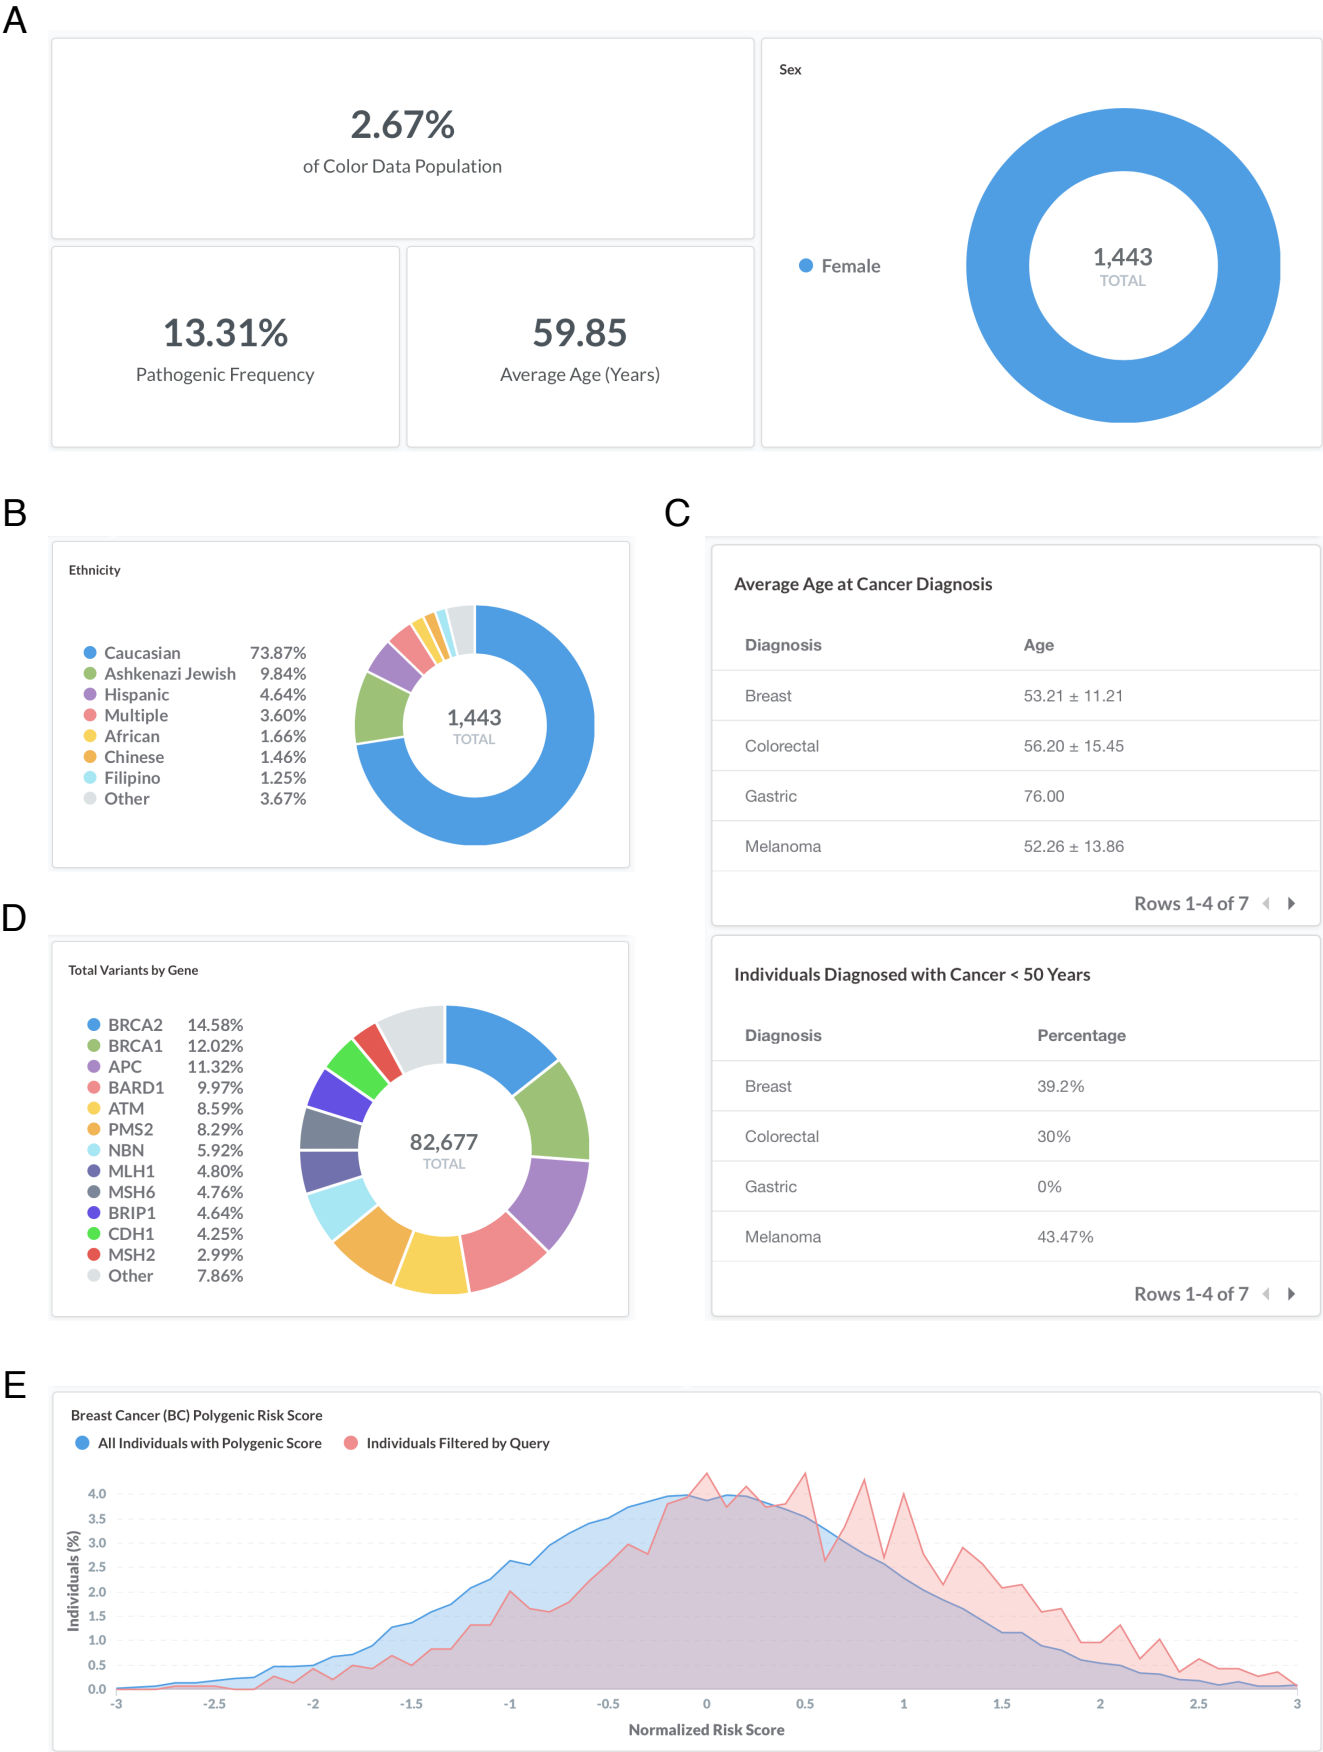 A
2.67%
of Color Data Population
13.31%
Pathogenic Frequency
59.85
Average Age (Years)
Sex
Female
1,443
TOTAL
B
Ethnicity
Caucasian 73.87%
Ashkenazi Jewish 9.84%
Hispanic 4.64%
Multiple 3.60%
African 1.66%
Chinese 1.46%
Filipino 1.25%
Other 3.67%
1,443
TOTAL
C
Average Age at Cancer Diagnosis
Diagnosis Age
Breast 53.21 ± 11.21
Colorectal 56.20 ± 15.45
Gastric 76.00
Melanoma 52.26 ± 13.86
Rows 1-4 of 7
Individuals Diagnosed with Cancer < 50 Years
Diagnosis Percentage
Breast 39.2%
Colorectal 30%
Gastric 0%
Melanoma 43.47%
Rows 1-4 of 7
D
Total Variants by Gene
BRCA2 14.58%
BRCA1 12.02%
APC 11.32%
BARD1 9.97%
ATM 8.59%
PMS2 8.29%
NBN 5.92%
MLH1 4.80%
MSH6 4.76%
BRIP1 4.64%
CDH1 4.25%
MSH2 2.99%
Other 7.86%
82,677
TOTAL
E
Breast Cancer (BC) Polygenic Risk Score
All Individuals with Polygenic Score Individuals Filtered by Query
Individuals (%)
4.0
3.5
3.0
2.5
2.0
1.5
1.0
0.5
0.0
-3 -2.5 -2 -1.5 -1 -0.5 0 0.5 1 1.5 2 2.5 3
Normalized Risk Score